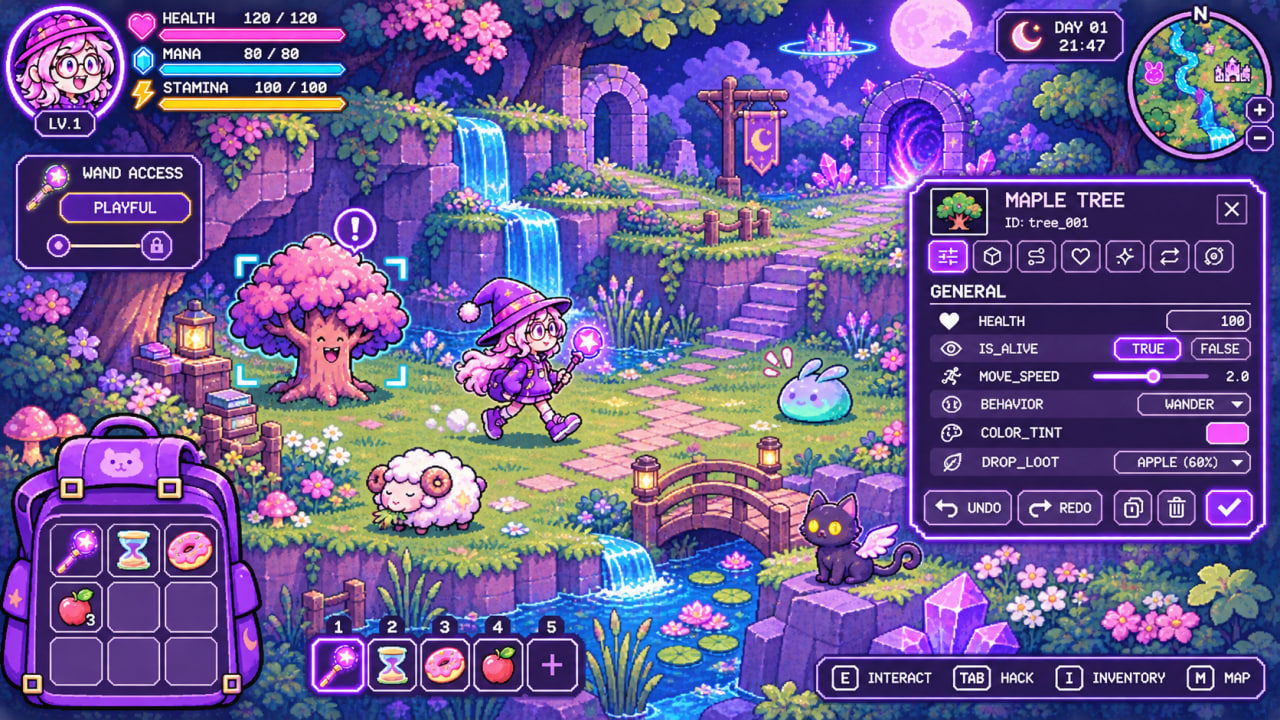 HEALTH 120 / 120
MANA 80 / 80
STAMINA 100 / 100
LV.1
DAY 01
21:47
N
+
−
WAND ACCESS
PLAYFUL
!
MAPLE TREE
ID: tree_001
GENERAL
HEALTH 100
IS_ALIVE TRUE FALSE
MOVE_SPEED 2.0
BEHAVIOR WANDER
COLOR_TINT
DROP_LOOT APPLE (60%)
UNDO REDO
3
1 2 3 4 5
+
E INTERACT TAB HACK I INVENTORY M MAP